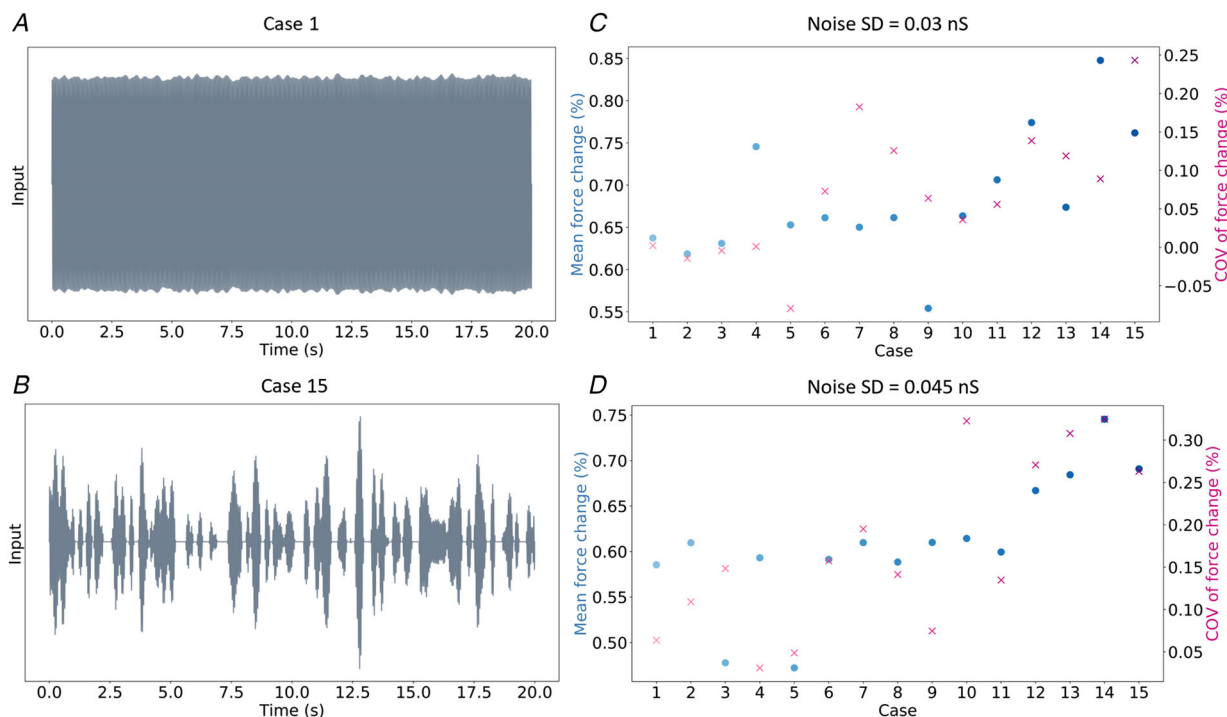 A
Case 1
Input
0.0 2.5 5.0 7.5 10.0 12.5 15.0 17.5 20.0
Time (s)
B
Case 15
Input
0.0 2.5 5.0 7.5 10.0 12.5 15.0 17.5 20.0
Time (s)
C
Noise SD = 0.03 nS
Mean force change (%)
0.85
0.80
0.75
0.70
0.65
0.60
0.55
0.25
0.20
0.15
0.10
0.05
0.00
−0.05
COV of force change (%)
1 2 3 4 5 6 7 8 9 10 11 12 13 14 15
Case
D
Noise SD = 0.045 nS
Mean force change (%)
0.75
0.70
0.65
0.60
0.55
0.50
0.30
0.25
0.20
0.15
0.10
0.05
COV of force change (%)
1 2 3 4 5 6 7 8 9 10 11 12 13 14 15
Case